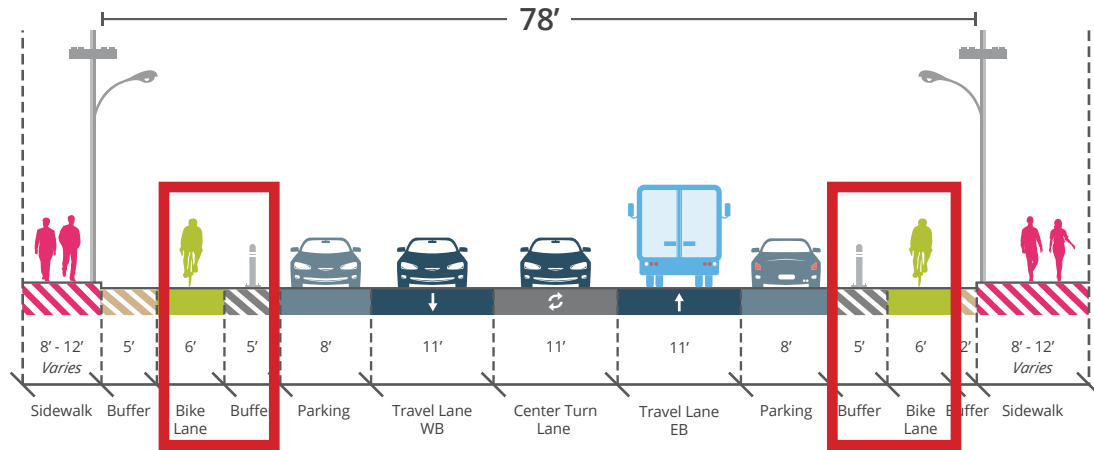 78’
8’ - 12’ 5’ 6’ 5’ 8’ 11’ 11’ 11’ 8’ 5’ 6’ 2’ 8’ - 12’
Varies Varies
Sidewalk Buffer Bike Buffer Parking Travel Lane Center Turn Travel Lane Parking Buffer Bike Buffer Sidewalk
Lane WB Lane EB Lane